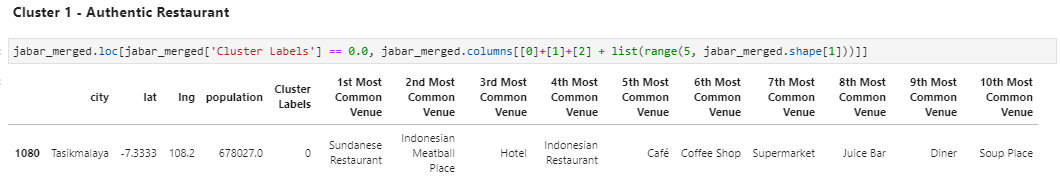 Cluster 1 - Authentic Restaurant
jabar_merged.loc[jabar_merged['Cluster Labels'] == 0.0, jabar_merged.columns[[0]+[1]+[2] + list(range(5, jabar_merged.shape[1]))]]
city lat lng population Cluster Labels 1st Most Common Venue 2nd Most Common Venue 3rd Most Common Venue 4th Most Common Venue 5th Most Common Venue 6th Most Common Venue 7th Most Common Venue 8th Most Common Venue 9th Most Common Venue 10th Most Common Venue
1080 Tasikmalaya -7.3333 108.2 678027.0 0 Sundanese Restaurant Indonesian Meatball Place Hotel Indonesian Restaurant Café Coffee Shop Supermarket Juice Bar Diner Soup Place